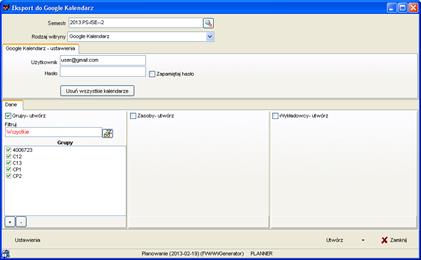 Eksport do Google Kalendarz
Semestr 2013 PS-ISE--2
Rodzaj witryny Google Kalendarz
Google Kalendarz - ustawienia
Użytkownik user@gmail.com
Hasło Zapamiętaj hasło
Usuń wszystkie kalendarze
Dane
Grupy- utwórz Zasoby- utwórz Wykładowcy- utwórz
Filtruj
Wszystkie
Grupy
4006723
C12
C13
CP1
CP2
+ -
Ustawienia Utwórz Zamknij
Planowanie (2013-02-19) (FWWWGenerator) PLANNER